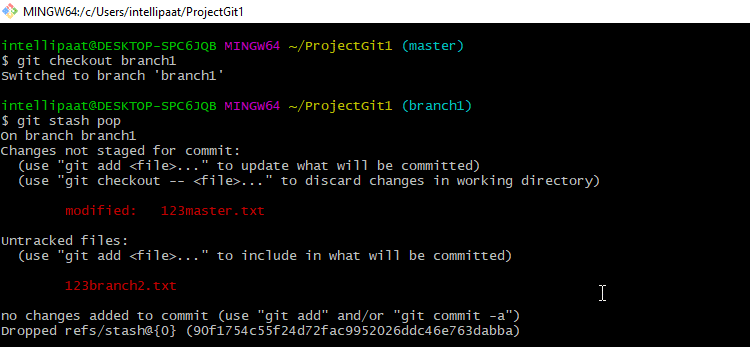 MINGW64:/c/Users/intellipaat/ProjectGit1
intellipaat@DESKTOP-SPC6JQB MINGW64 ~/ProjectGit1 (master)
$ git checkout branch1
Switched to branch 'branch1'
intellipaat@DESKTOP-SPC6JQB MINGW64 ~/ProjectGit1 (branch1)
$ git stash pop
On branch branch1
Changes not staged for commit:
  (use "git add <file>..." to update what will be committed)
  (use "git checkout -- <file>..." to discard changes in working directory)
        modified:   123master.txt
Untracked files:
  (use "git add <file>..." to include in what will be committed)
        123branch2.txt
no changes added to commit (use "git add" and/or "git commit -a")
Dropped refs/stash@{0} (90f1754c55f24d72fac9952026ddc46e763dabba)